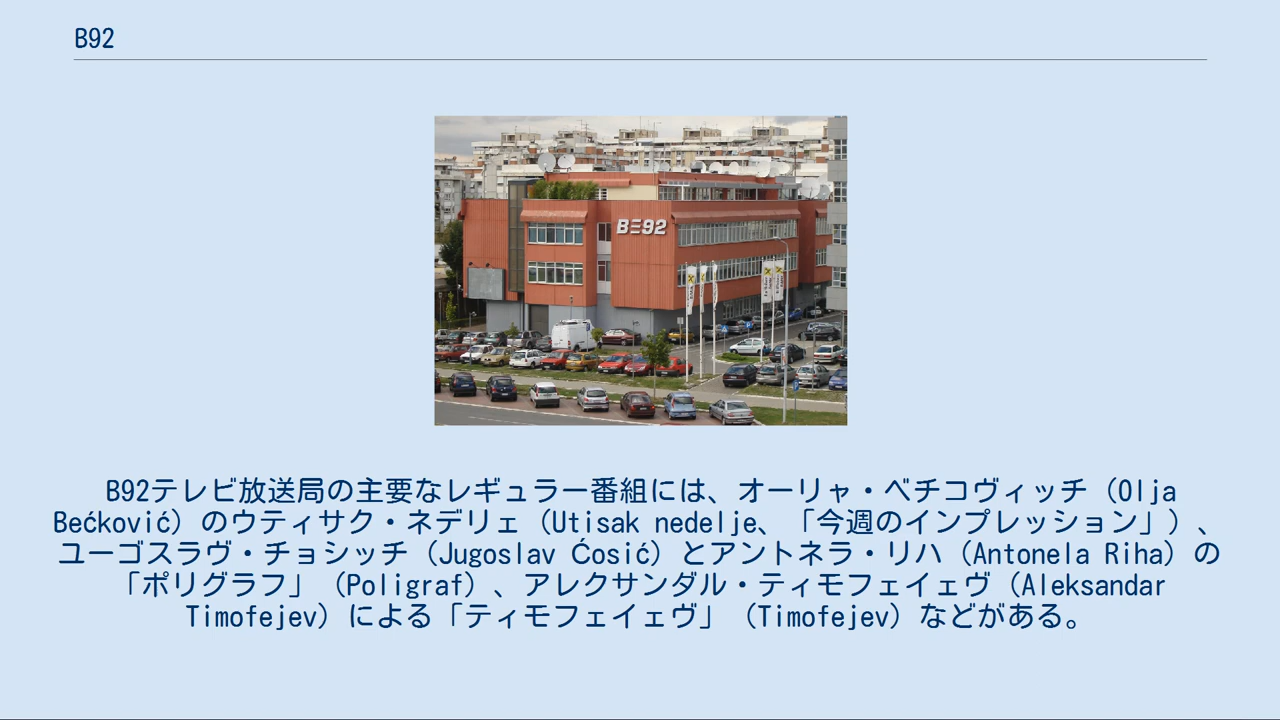 B92
B92
B92テレビ放送局の主要なレギュラー番組には、オーリャ・ベチコヴィッチ（Olja
Bećković）のウティサク・ネデリェ（Utisak nedelje、「今週のインプレッション」）、
ユーゴスラヴ・チョシッチ（Jugoslav Ćosić）とアントネラ・リハ（Antonela Riha）の
「ポリグラフ」（Poligraf）、アレクサンダル・ティモフェイェヴ（Aleksandar
Timofejev）による「ティモフェイェヴ」（Timofejev）などがある。